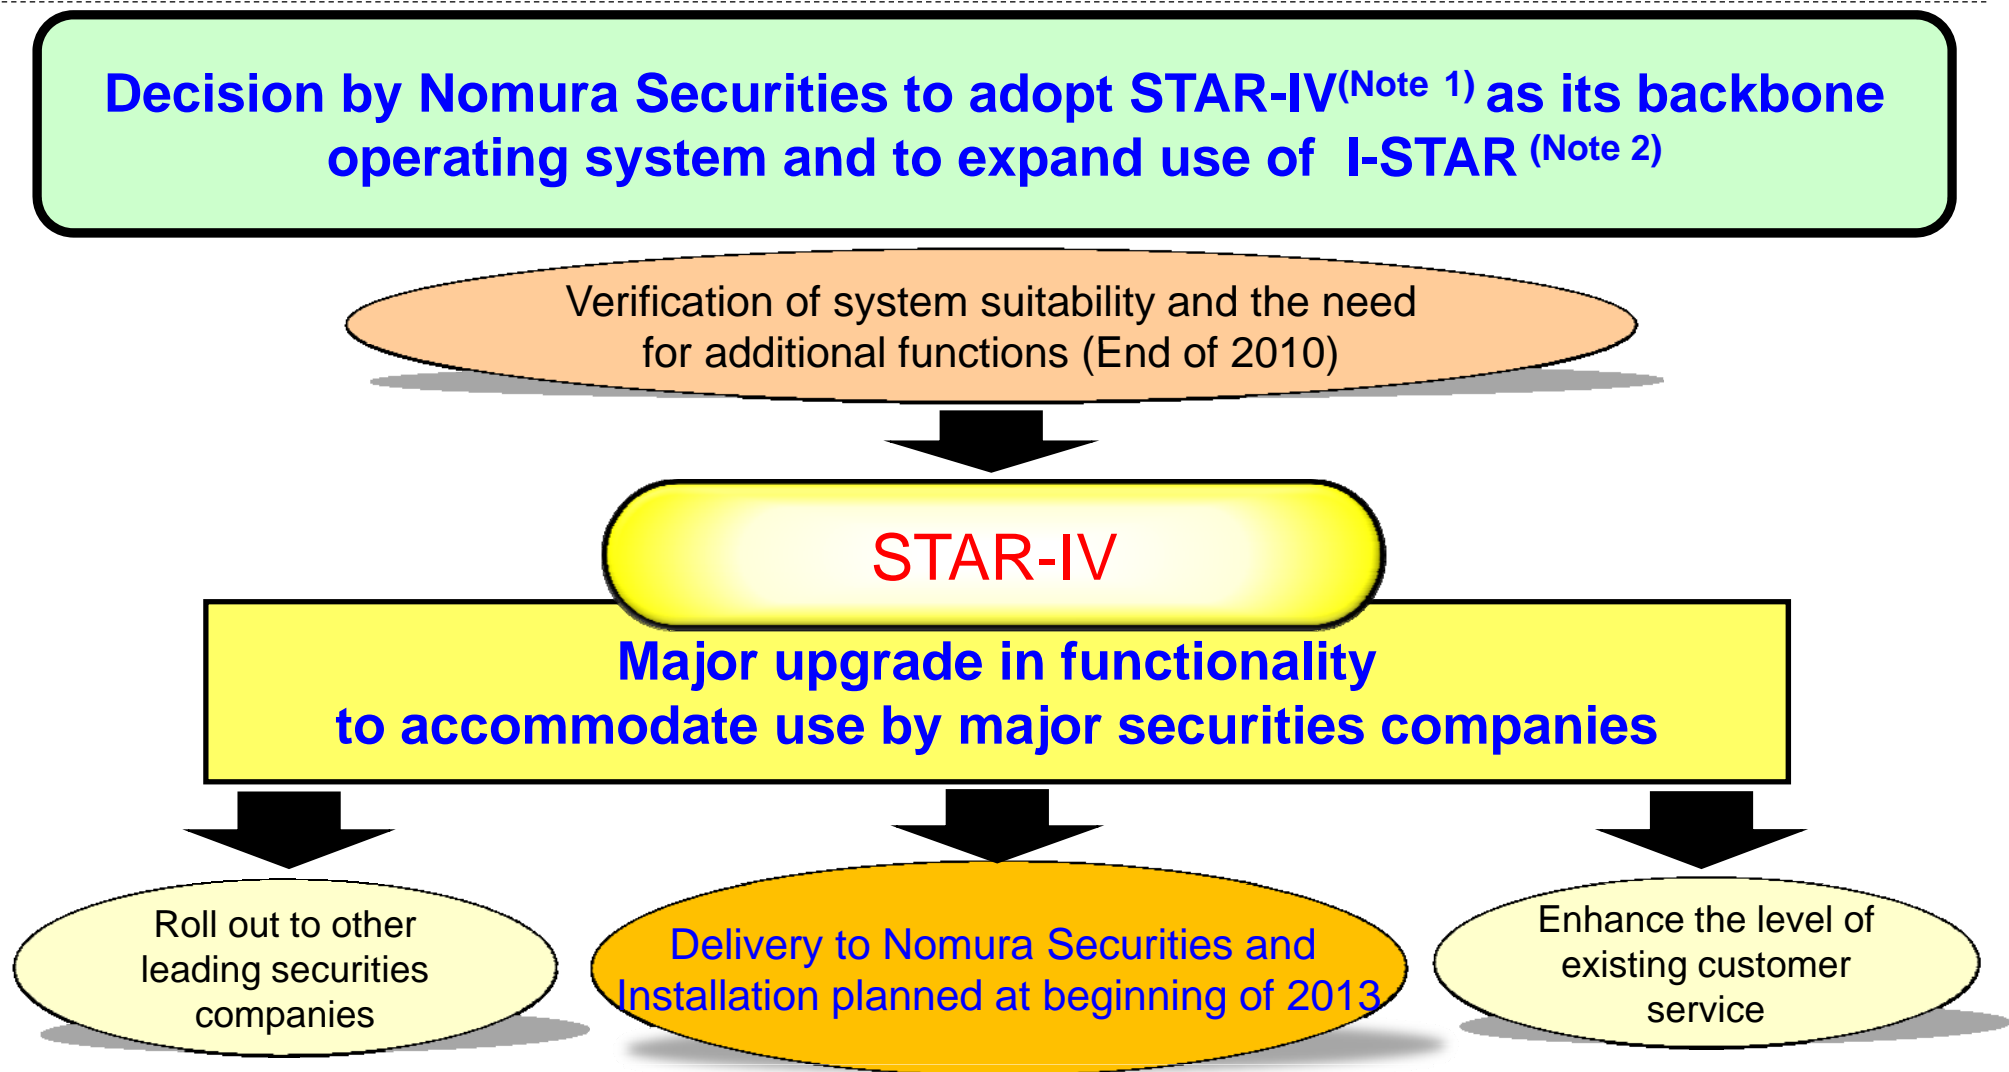 Decision by Nomura Securities to adopt STAR-IV(Note 1) as its backbone
operating system and to expand use of I-STAR (Note 2)
Verification of system suitability and the need
for additional functions (End of 2010)
STAR-IV
Major upgrade in functionality
to accommodate use by major securities companies
Roll out to other
leading securities
companies
Delivery to Nomura Securities and
Installation planned at beginning of 2013
Enhance the level of
existing customer
service